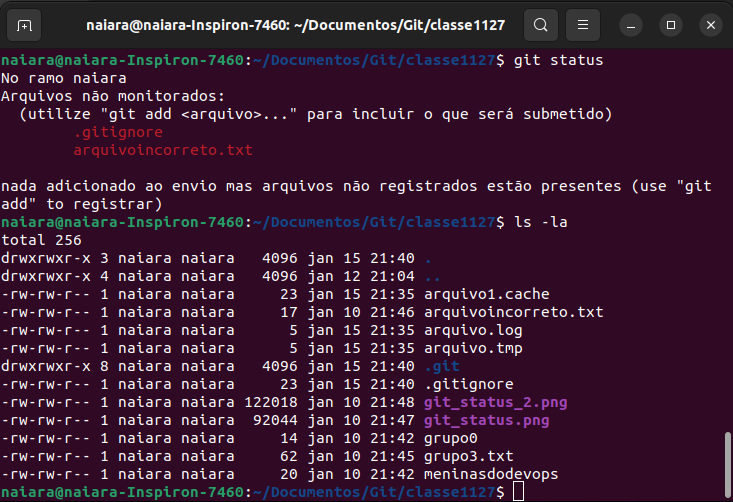 naiara@naiara-Inspiron-7460: ~/Documentos/Git/classe1127
naiara@naiara-Inspiron-7460:~/Documentos/Git/classe1127$ git status
No ramo naiara
Arquivos não monitorados:
  (utilize "git add <arquivo>..." para incluir o que será submetido)
        .gitignore
        arquivoincorreto.txt

nada adicionado ao envio mas arquivos não registrados estão presentes (use "git
add" to registrar)
naiara@naiara-Inspiron-7460:~/Documentos/Git/classe1127$ ls -la
total 256
drwxrwxr-x 3 naiara naiara   4096 jan 15 21:40 .
drwxrwxr-x 4 naiara naiara   4096 jan 12 21:04 ..
-rw-rw-r-- 1 naiara naiara     23 jan 15 21:35 arquivo1.cache
-rw-rw-r-- 1 naiara naiara     17 jan 10 21:46 arquivoincorreto.txt
-rw-rw-r-- 1 naiara naiara      5 jan 15 21:35 arquivo.log
-rw-rw-r-- 1 naiara naiara      5 jan 15 21:35 arquivo.tmp
drwxrwxr-x 8 naiara naiara   4096 jan 15 21:40 .git
-rw-rw-r-- 1 naiara naiara     23 jan 15 21:40 .gitignore
-rw-rw-r-- 1 naiara naiara 122018 jan 10 21:48 git_status_2.png
-rw-rw-r-- 1 naiara naiara  92044 jan 10 21:47 git_status.png
-rw-rw-r-- 1 naiara naiara     14 jan 10 21:42 grupo0
-rw-rw-r-- 1 naiara naiara     62 jan 10 21:45 grupo3.txt
-rw-rw-r-- 1 naiara naiara     20 jan 10 21:42 meninasdodevops
naiara@naiara-Inspiron-7460:~/Documentos/Git/classe1127$